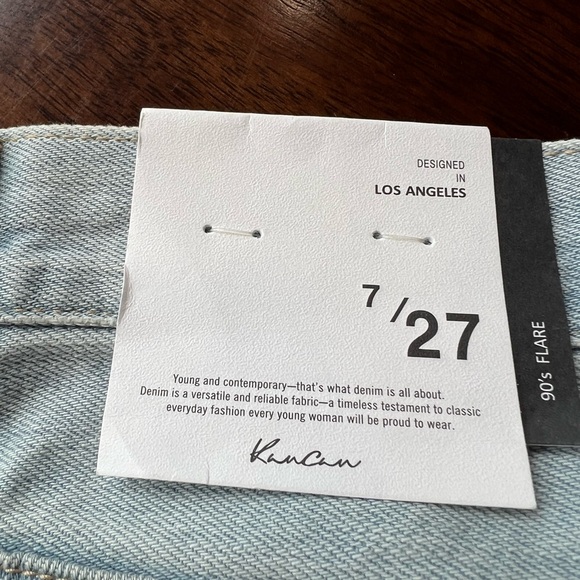 DESIGNED
IN
LOS ANGELES
7/27
Young and contemporary—that's what denim is all about.
Denim is a versatile and reliable fabric—a timeless testament to classic
everyday fashion every young woman will be proud to wear.
KanCan
90's FLARE